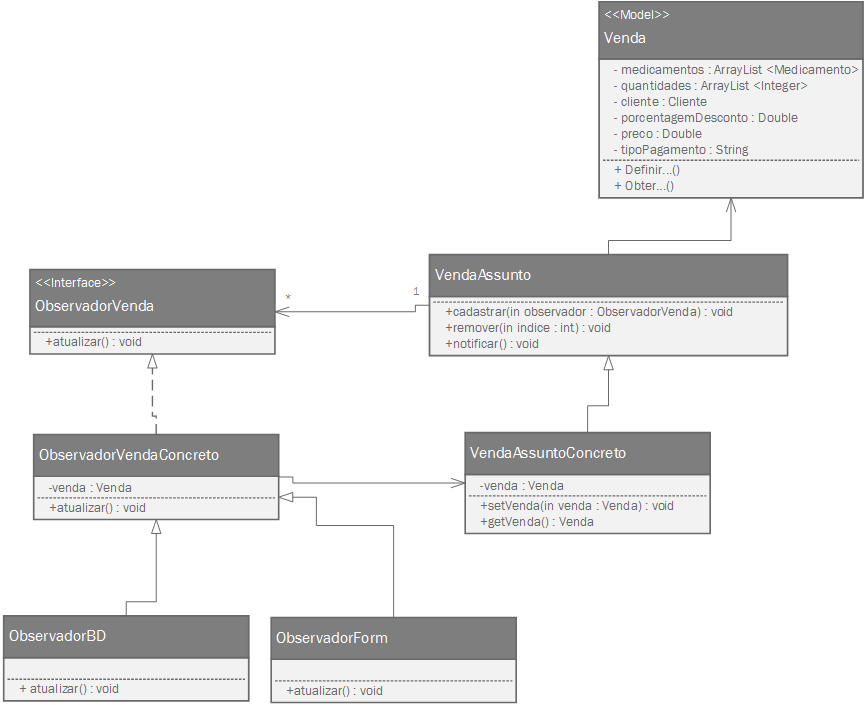 <<Model>>
Venda
- medicamentos : ArrayList <Medicamento>
- quantidades : ArrayList <Integer>
- cliente : Cliente
- porcentagemDesconto : Double
- preco : Double
- tipoPagamento : String
+ Definir...()
+ Obter...()
<<Interface>>
ObservadorVenda
+atualizar() : void
*
1
VendaAssunto
+cadastrar(in observador : ObservadorVenda) : void
+remover(in indice : int) : void
+notificar() : void
ObservadorVendaConcreto
-venda : Venda
+atualizar() : void
VendaAssuntoConcreto
-venda : Venda
+setVenda(in venda : Venda) : void
+getVenda() : Venda
ObservadorBD
+ atualizar() : void
ObservadorForm
+atualizar() : void